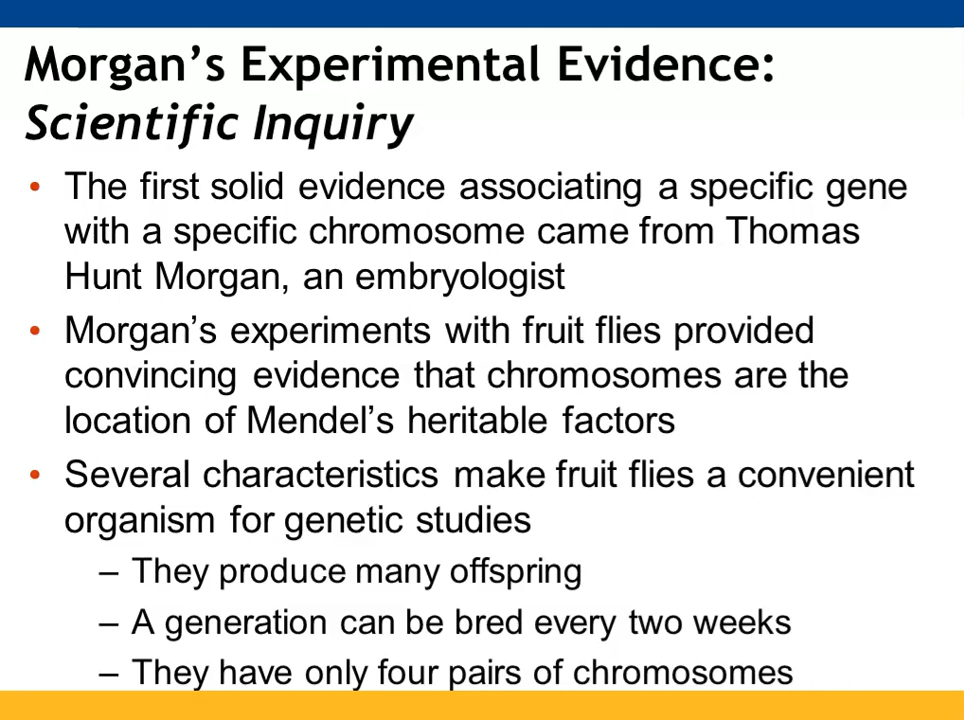 Morgan’s Experimental Evidence:
Scientific Inquiry
• The first solid evidence associating a specific gene
with a specific chromosome came from Thomas
Hunt Morgan, an embryologist
• Morgan’s experiments with fruit flies provided
convincing evidence that chromosomes are the
location of Mendel’s heritable factors
• Several characteristics make fruit flies a convenient
organism for genetic studies
– They produce many offspring
– A generation can be bred every two weeks
– They have only four pairs of chromosomes